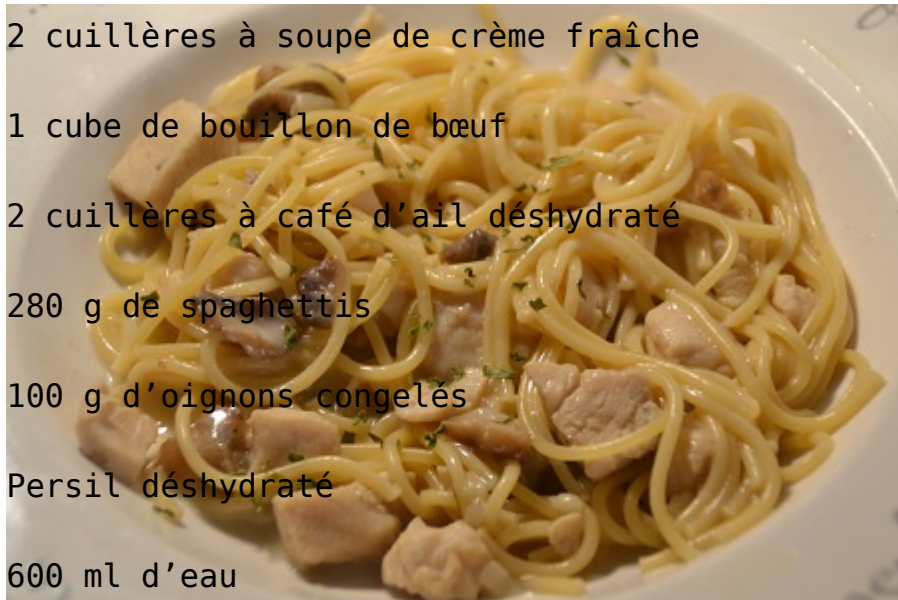 2 cuillères à soupe de crème fraîche
1 cube de bouillon de bœuf
2 cuillères à café d’ail déshydraté
280 g de spaghettis
100 g d’oignons congelés
Persil déshydraté
600 ml d’eau